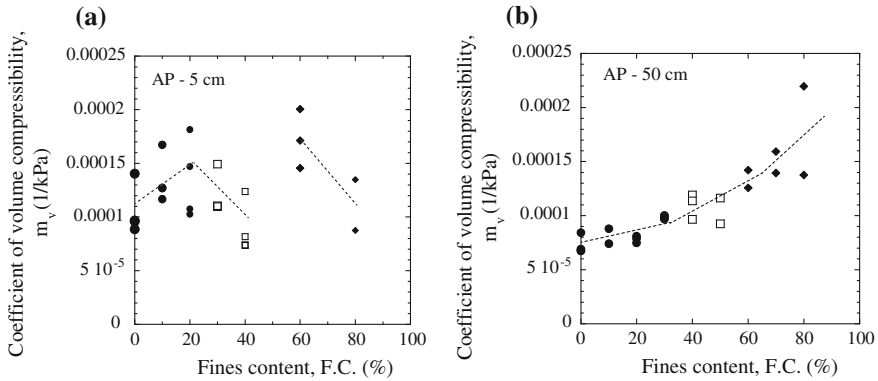 (a)
Coefficient of volume compressibility,
m_v (1/kPa)
0.00025
0.0002
0.00015
0.0001
5 10^-5
0
AP - 5 cm
0 20 40 60 80 100
Fines content, F.C. (%)
(b)
Coefficient of volume compressibility,
m_v (1/kPa)
0.00025
0.0002
0.00015
0.0001
5 10^-5
0
AP - 50 cm
0 20 40 60 80 100
Fines content, F.C. (%)